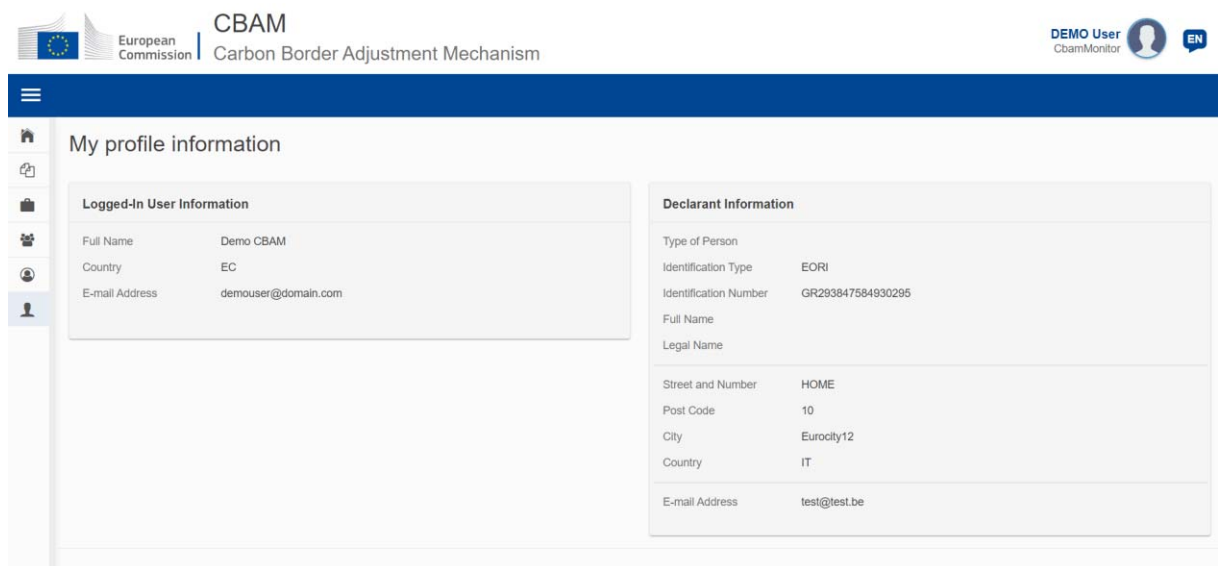 European
Commission
CBAM
Carbon Border Adjustment Mechanism
DEMO User
CbamMonitor
EN
My profile information
Logged-In User Information
Full Name Demo CBAM
Country EC
E-mail Address demouser@domain.com
Declarant Information
Type of Person
Identification Type EORI
Identification Number GR293847584930295
Full Name
Legal Name
Street and Number HOME
Post Code 10
City Eurocity12
Country IT
E-mail Address test@test.be